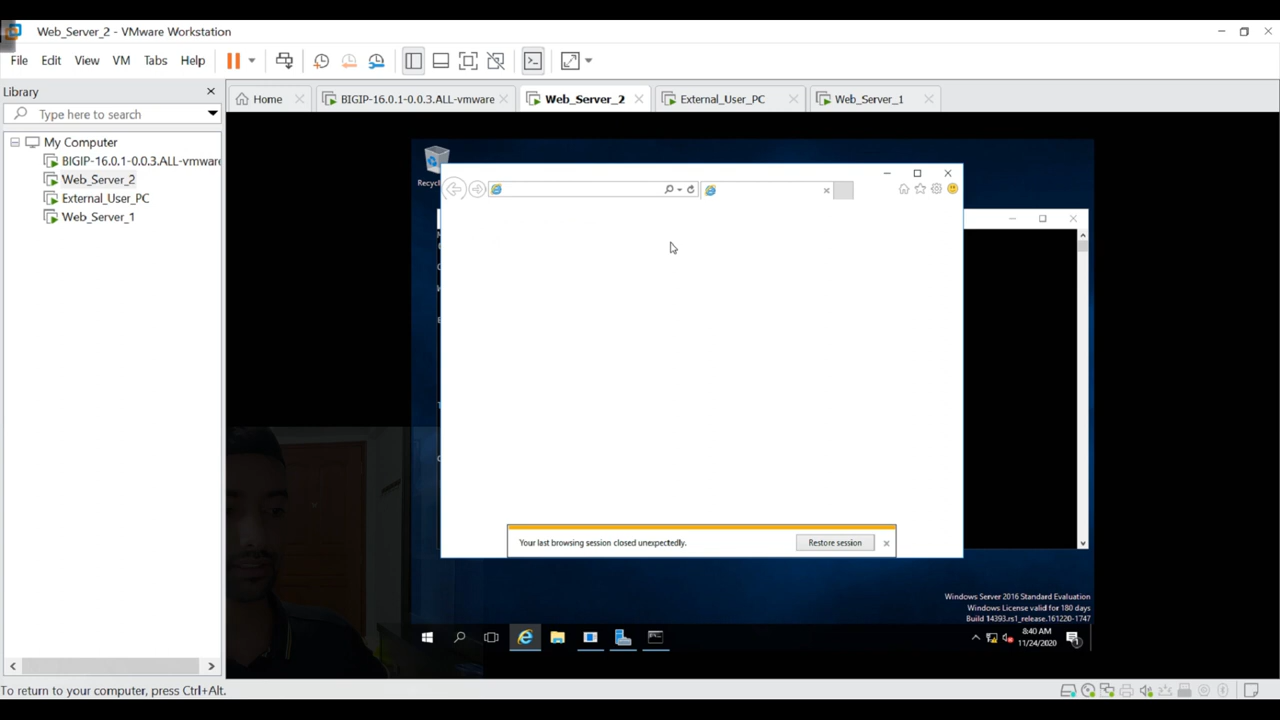 Web_Server_2 - VMware Workstation
File Edit View VM Tabs Help
Library
Type here to search
My Computer
BIGIP-16.0.1-0.0.3.ALL-vmware
Web_Server_2
External_User_PC
Web_Server_1
Home
BIGIP-16.0.1-0.0.3.ALL-vmware
Web_Server_2
External_User_PC
Web_Server_1
Your last browsing session closed unexpectedly.
Restore session
Windows Server 2016 Standard Evaluation
Windows License valid for 180 days
Build 14393.rs1_release.161220-1747
8:40 AM
11/24/2020
To return to your computer, press Ctrl+Alt.